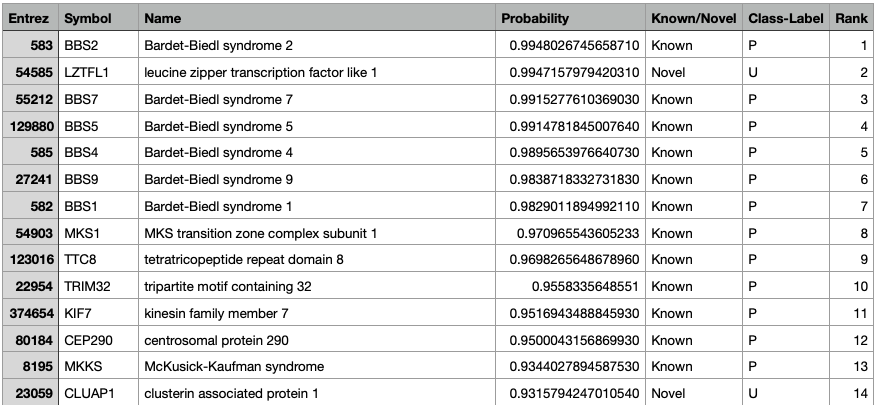 Entrez Symbol Name Probability Known/Novel Class-Label Rank
583 BBS2 Bardet-Biedl syndrome 2 0.9948026745658710 Known P 1
54585 LZTFL1 leucine zipper transcription factor like 1 0.9947157979420310 Novel U 2
55212 BBS7 Bardet-Biedl syndrome 7 0.9915277610369030 Known P 3
129880 BBS5 Bardet-Biedl syndrome 5 0.9914781845007640 Known P 4
585 BBS4 Bardet-Biedl syndrome 4 0.9895653976640730 Known P 5
27241 BBS9 Bardet-Biedl syndrome 9 0.9838718332731830 Known P 6
582 BBS1 Bardet-Biedl syndrome 1 0.9829011894992110 Known P 7
54903 MKS1 MKS transition zone complex subunit 1 0.970965543605233 Known P 8
123016 TTC8 tetratricopeptide repeat domain 8 0.9698265648678960 Known P 9
22954 TRIM32 tripartite motif containing 32 0.9558335648551 Known P 10
374654 KIF7 kinesin family member 7 0.9516943488845930 Known P 11
80184 CEP290 centrosomal protein 290 0.9500043156869930 Known P 12
8195 MKKS McKusick-Kaufman syndrome 0.9344027894587530 Known P 13
23059 CLUAP1 clusterin associated protein 1 0.9315794247010540 Novel U 14